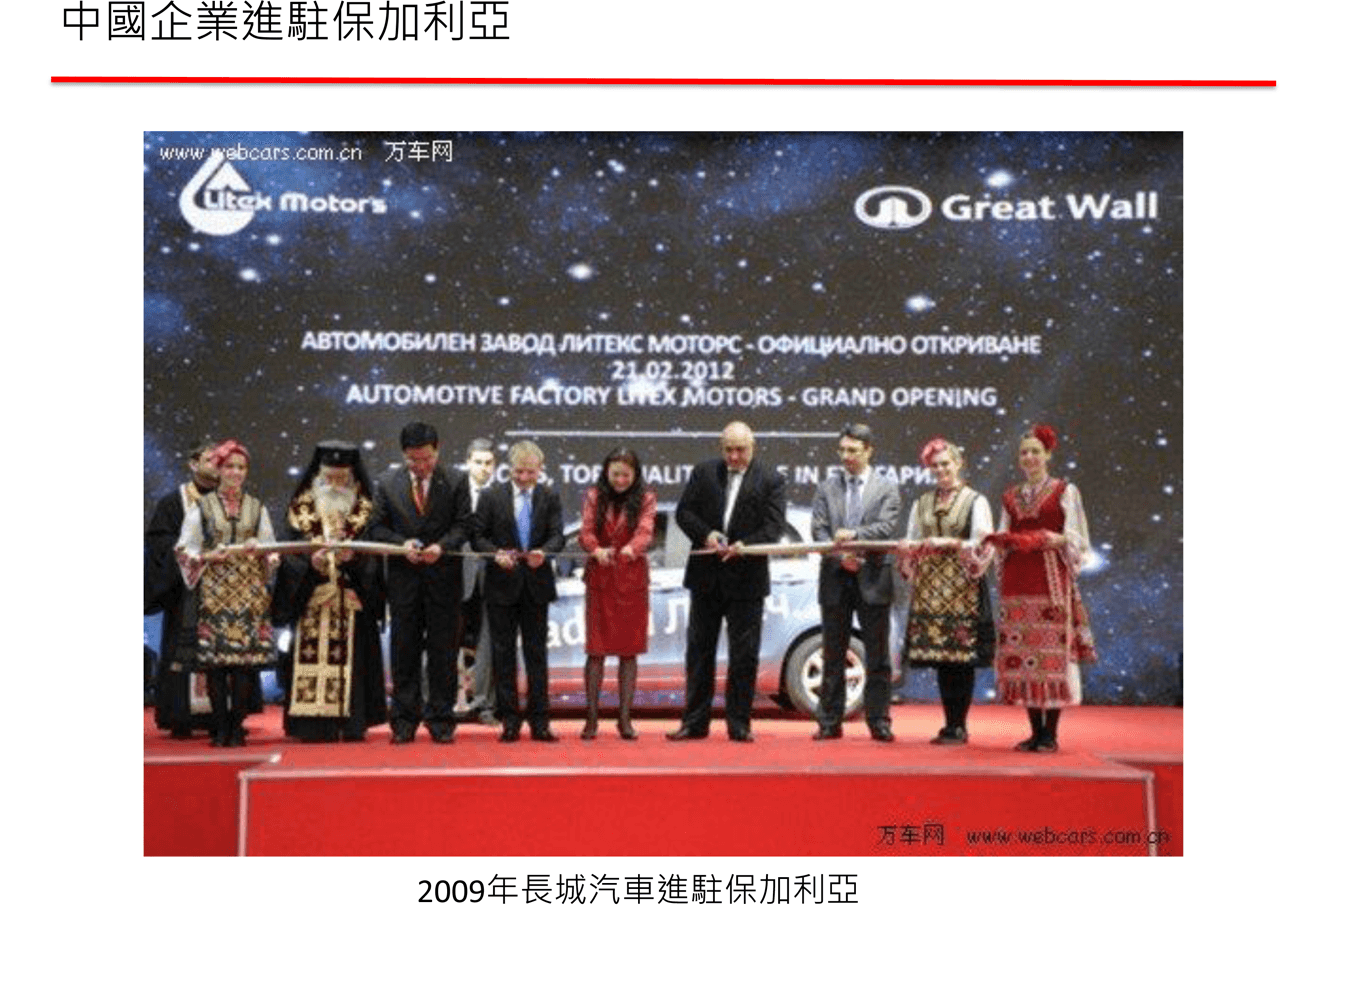 中國企業進駐保加利亞
www.webcars.com.cn 万车网
Litex Motors
Great Wall
АВТОМОБИЛЕН ЗАВОД ЛИТЕКС МОТОРС - ОФИЦИАЛНО ОТКРИВАНЕ
21.02.2012
AUTOMOTIVE FACTORY LITEX MOTORS - GRAND OPENING
IN
万车网 www.webcars.com.cn
2009年長城汽車進駐保加利亞